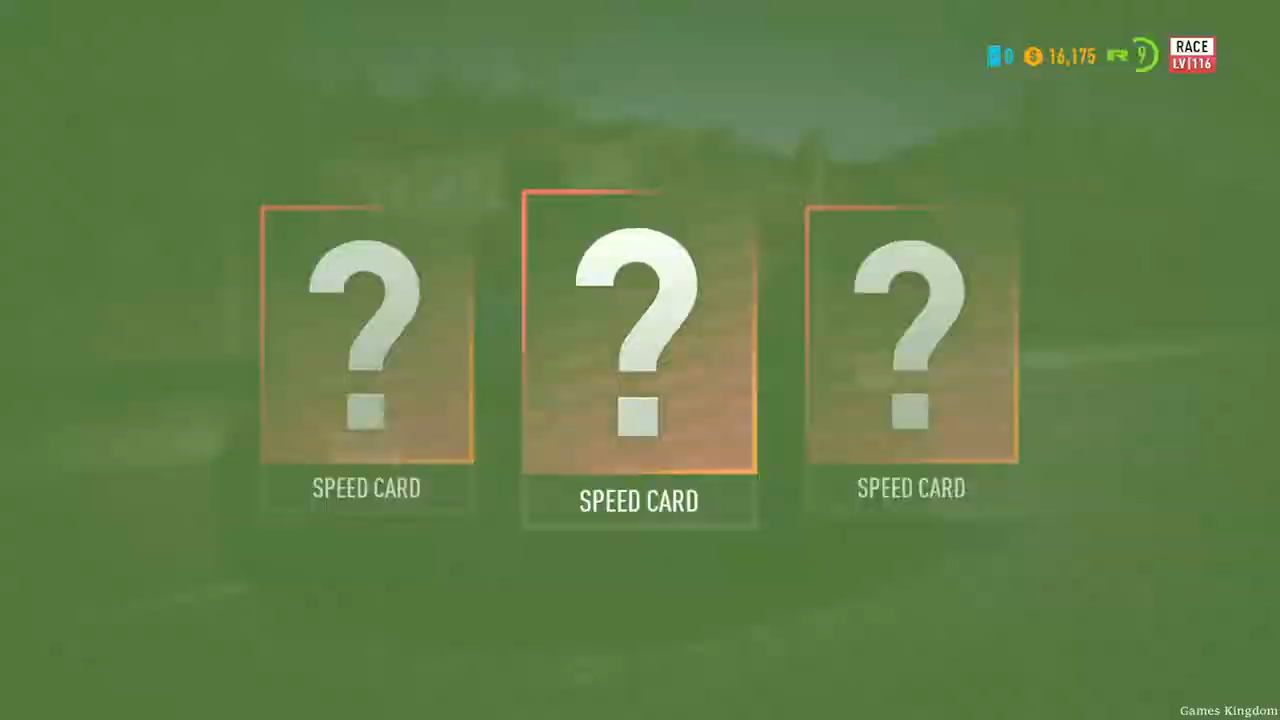 0 16,175 R 9 RACE
LV|116
? ? ?
SPEED CARD SPEED CARD SPEED CARD
Games Kingdom